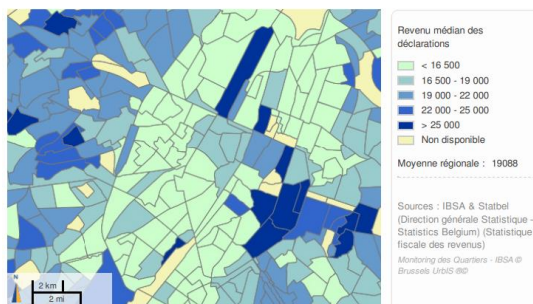 Revenu médian des
déclarations
< 16 500
16 500 - 19 000
19 000 - 22 000
22 000 - 25 000
> 25 000
Non disponible
Moyenne régionale : 19088
Sources : IBSA & Statbel
(Direction générale Statistique -
Statistics Belgium) (Statistique
fiscale des revenus)
Monitoring des Quartiers - IBSA ©
Brussels UrbIS ®©
2 km
2 mi